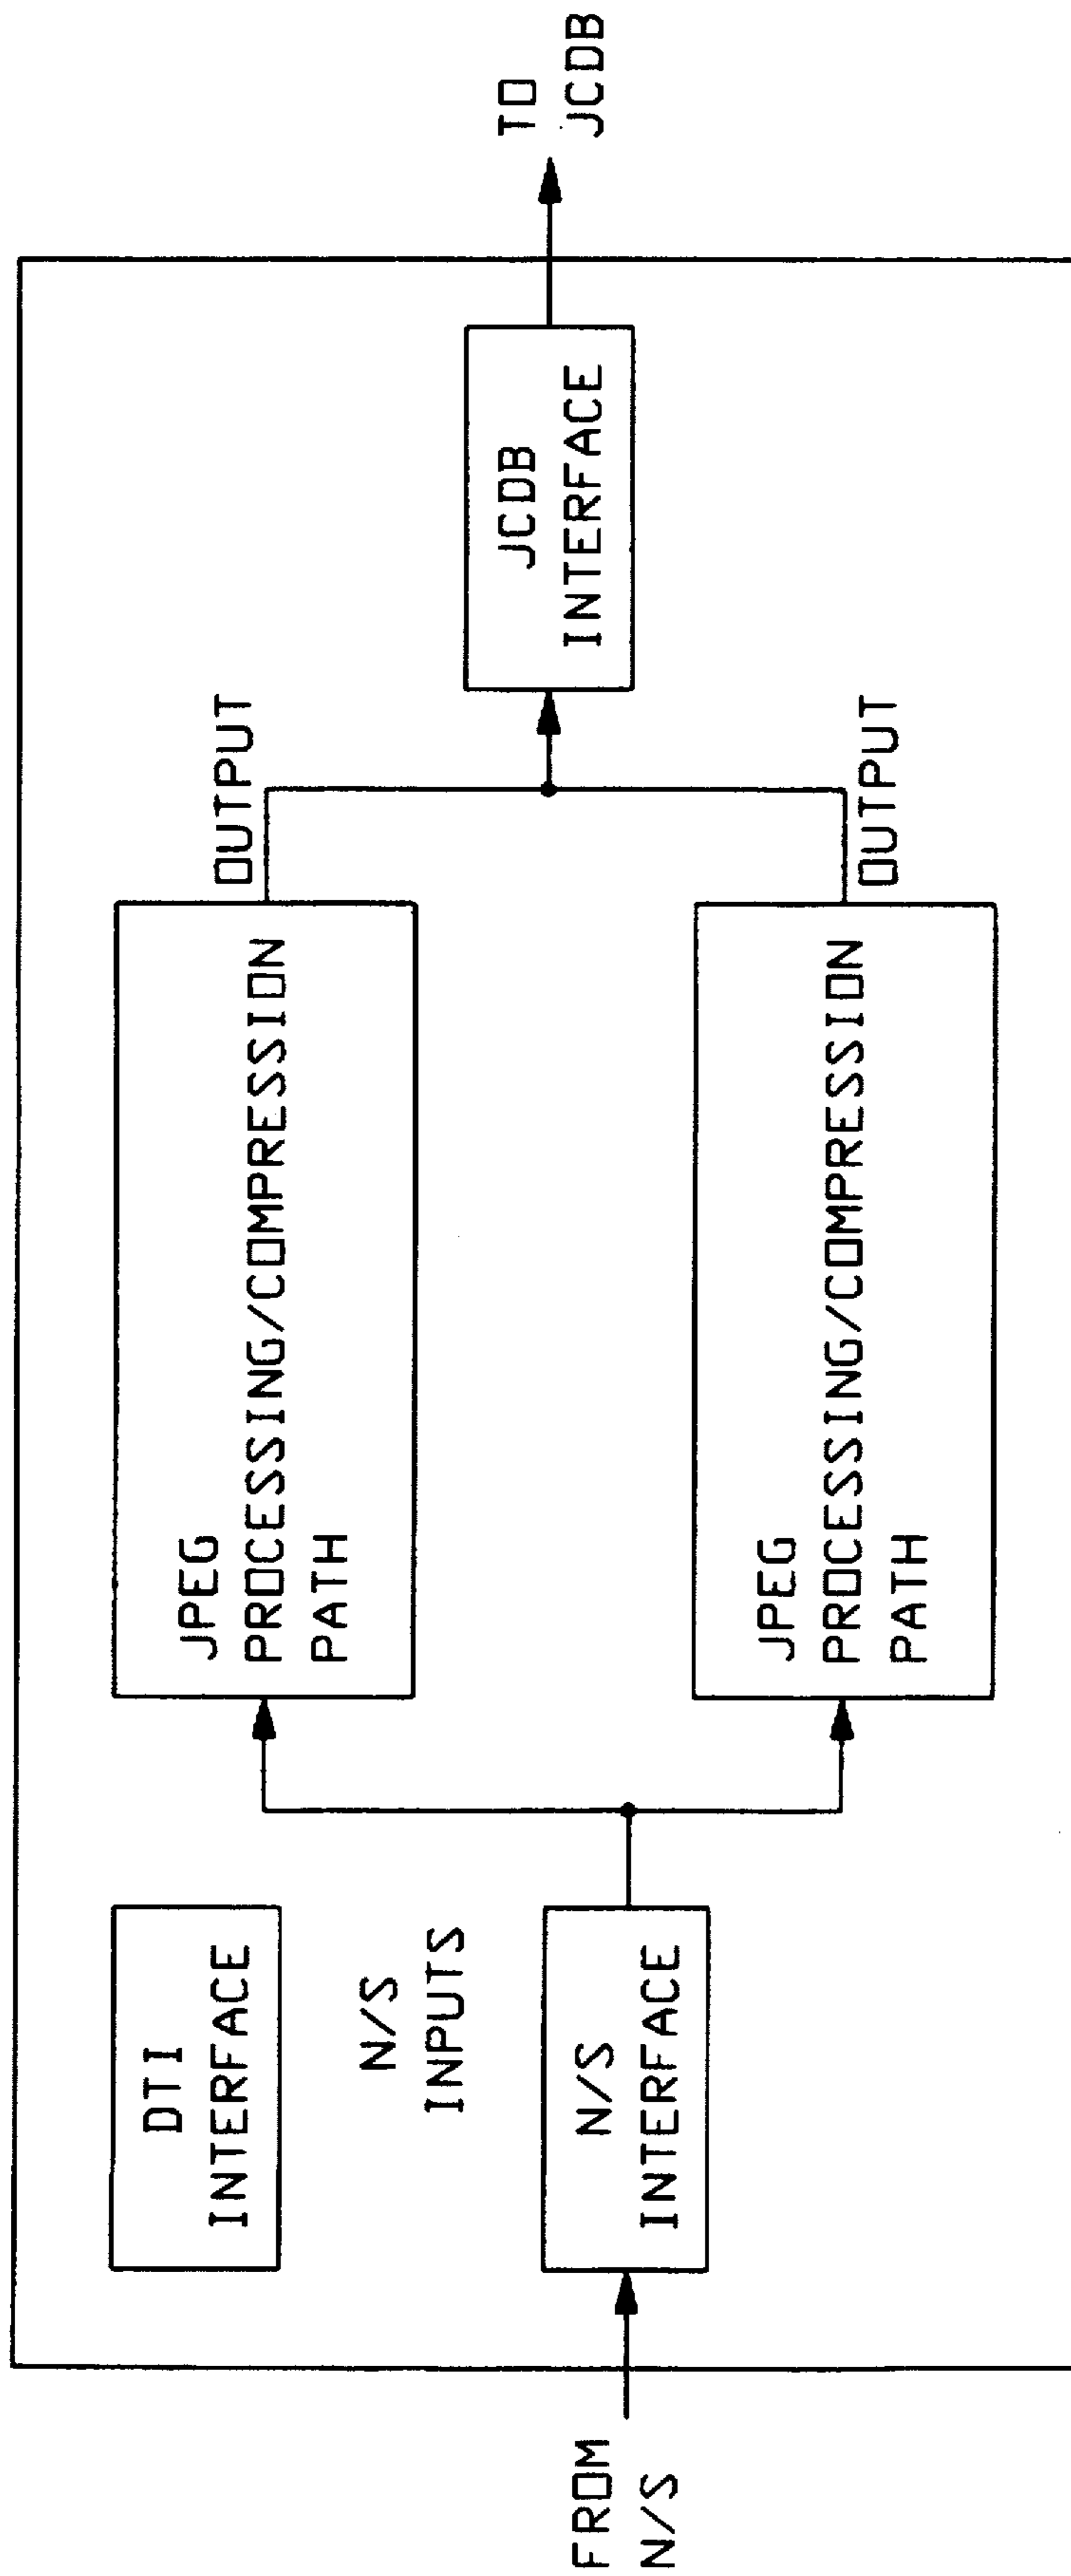 FROM
N/S
DTI
INTERFACE
N/S
INPUTS
N/S
INTERFACE
JPEG
PROCESSING/COMPRESSION
PATH
OUTPUT
JPEG
PROCESSING/COMPRESSION
PATH
OUTPUT
JCDB
INTERFACE
TO
JCDB